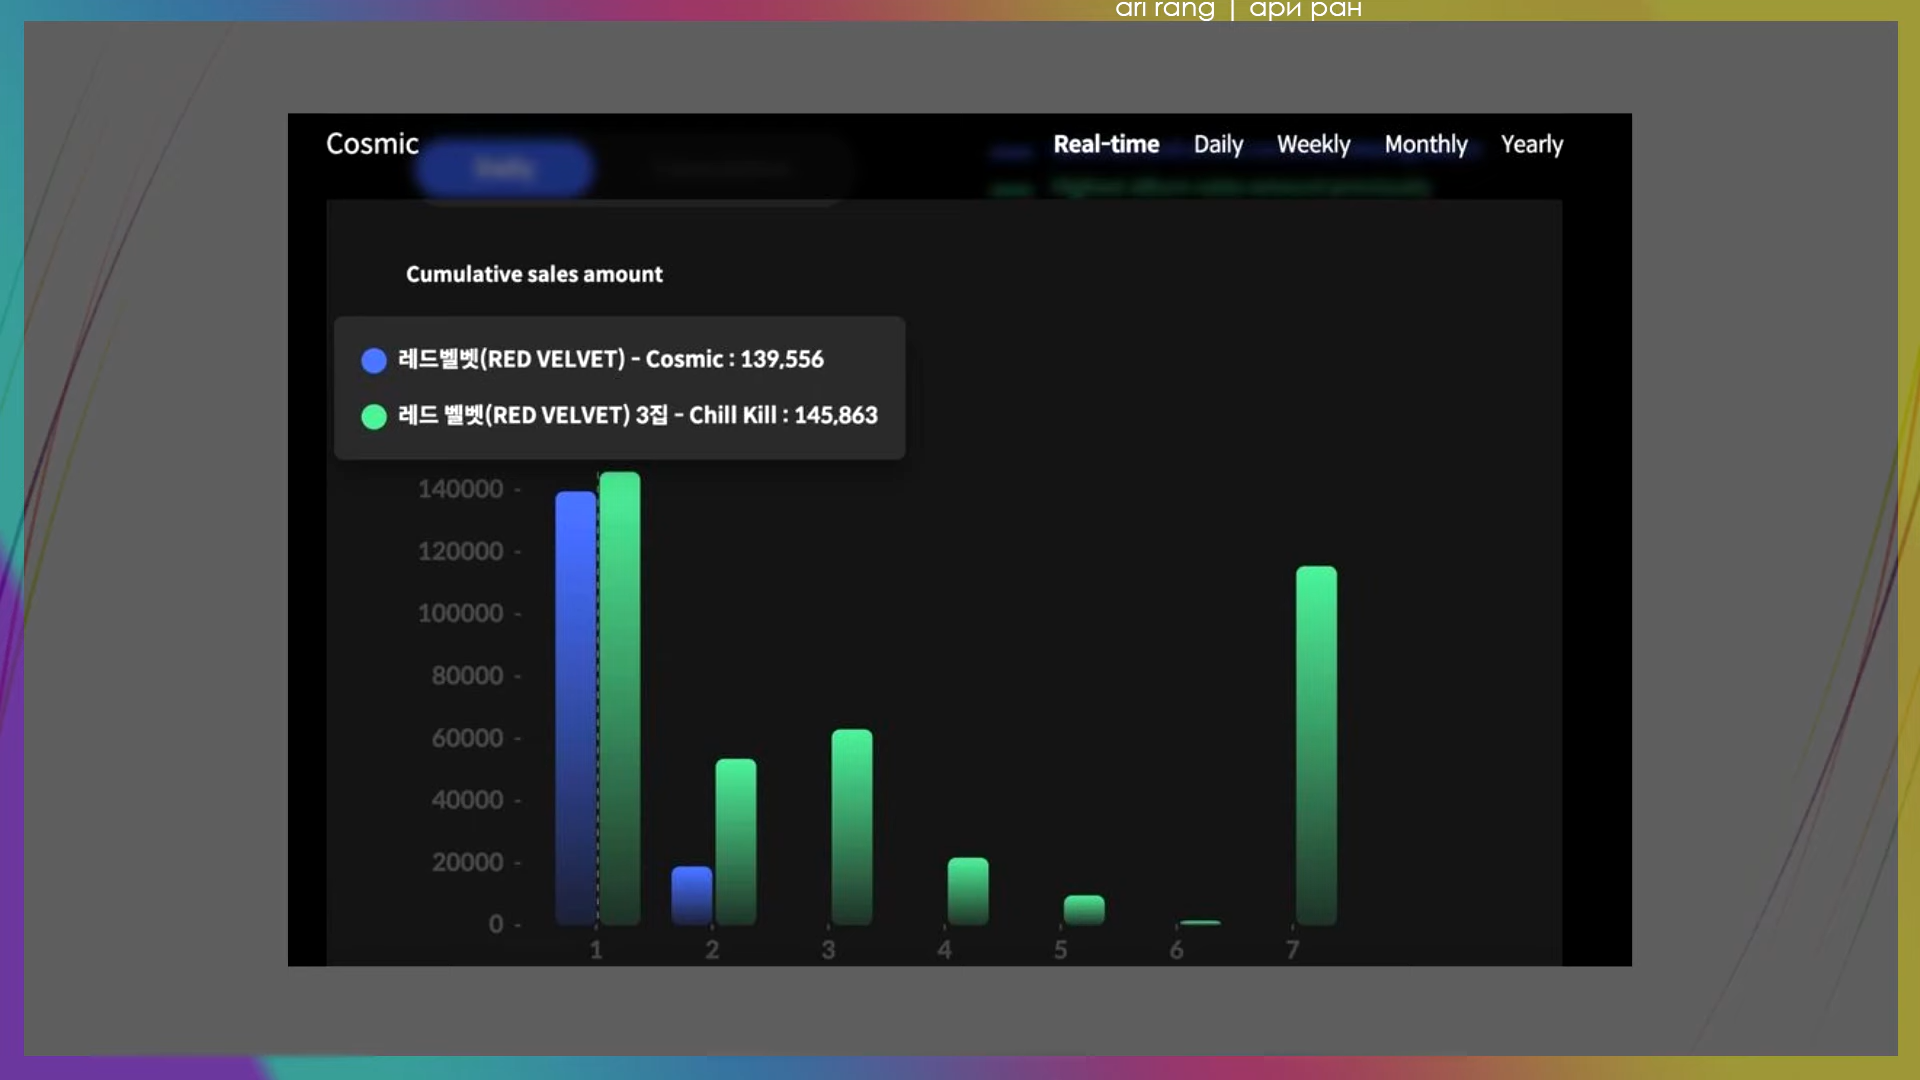 ari rang | ари ран
Cosmic
Real-time Daily Weekly Monthly Yearly
Daily
Cumulative sales amount
레드벨벳(RED VELVET) - Cosmic : 139,556
레드 벨벳(RED VELVET) 3집 - Chill Kill : 145,863
140000
120000
100000
80000
60000
40000
20000
0
1 2 3 4 5 6 7